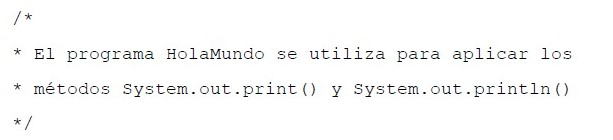 /*
* El programa HolaMundo se utiliza para aplicar los
* métodos System.out.print() y System.out.println()
*/